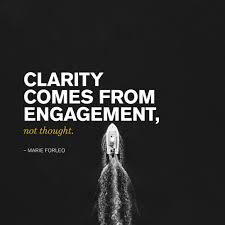 CLARITY
COMES FROM
ENGAGEMENT,
not thought.
– MARIE FORLEO